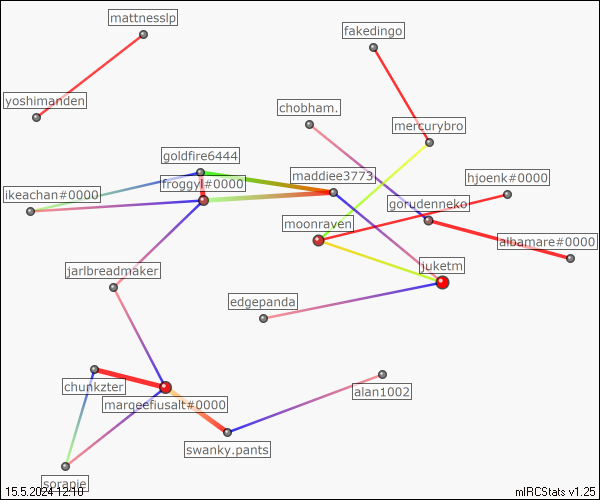 mattnesslp
fakedingo
yoshimanden
chobham.
mercurybro
goldfire6444
froggyl#0000
maddiee3773
hjoenk#0000
ikeachan#0000
gorudenneko
moonraven
albamare#0000
jarlbreadmaker
juketm
edgepanda
chunkzter
alan1002
margeefiusalt#0000
swanky.pants
sorapie
15.5.2024 12:10
mIRCStats v1.25